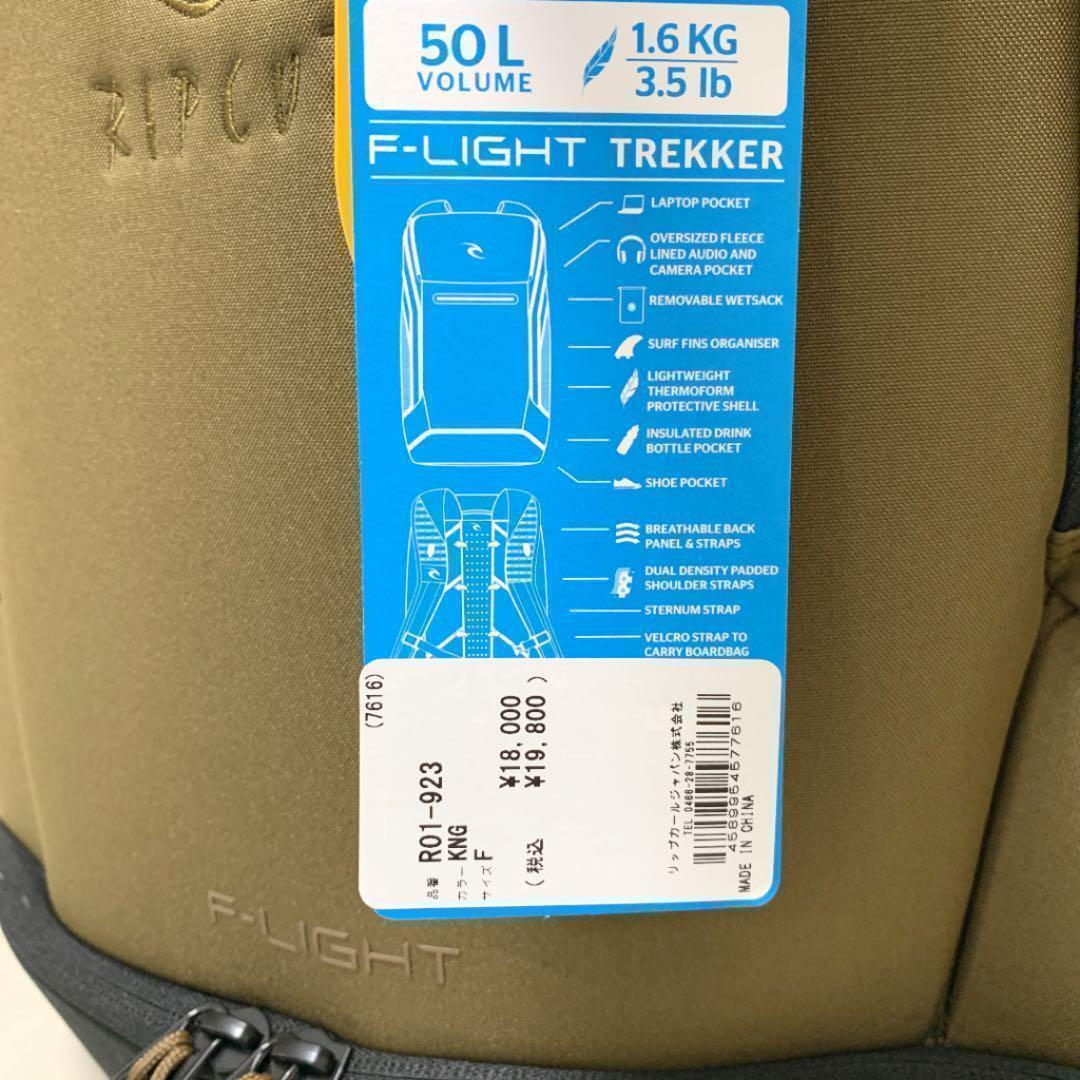 RIPCU
50 L
VOLUME
1.6 KG
3.5 lb
F-LIGHT TREKKER
LAPTOP POCKET
OVERSIZED FLEECE
LINED AUDIO AND
CAMERA POCKET
REMOVABLE WETSACK
SURF FINS ORGANISER
LIGHTWEIGHT
THERMOFORM
PROTECTIVE SHELL
INSULATED DRINK
BOTTLE POCKET
SHOE POCKET
BREATHABLE BACK
PANEL & STRAPS
DUAL DENSITY PADDED
SHOULDER STRAPS
STERNUM STRAP
VELCRO STRAP TO
CARRY BOARDBAG
(7616)
品番 R01-923
カラー KNG
サイズ F
¥18,000
(税込 ¥19,800)
リップカールジャパン株式会社
TEL 0466-28-7755
4589954577616
MADE IN CHINA
F-LIGHT